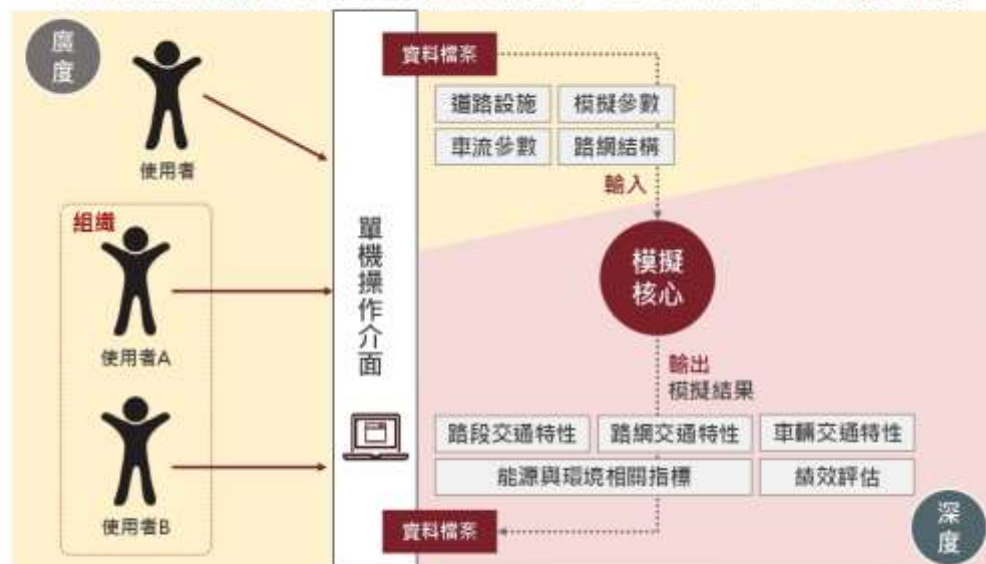 廣
度
使用者
組織
使用者A
使用者B
單機操作介面
資料檔案
道路設施
模擬參數
車流參數
路網結構
輸入
模擬
核心
輸出
模擬結果
路段交通特性
路網交通特性
車輛交通特性
能源與環境相關指標
績效評估
資料檔案
深
度